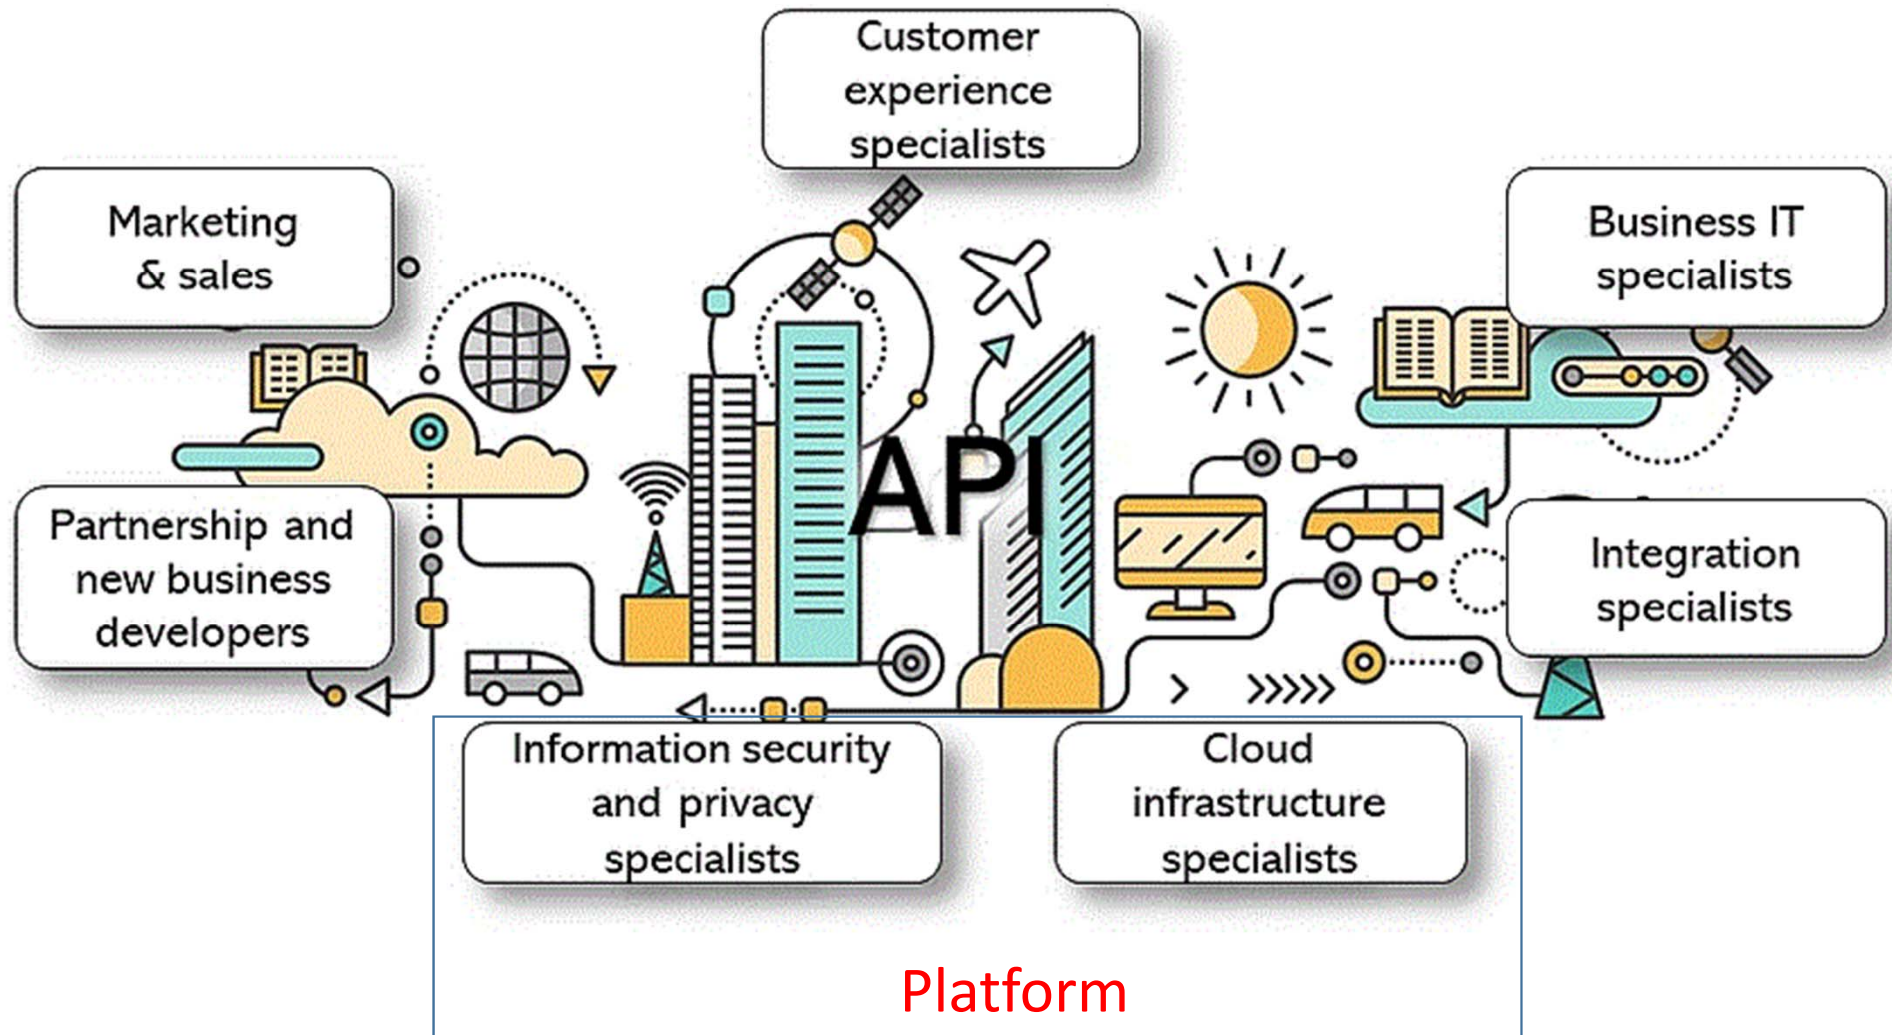 Customer
experience
specialists
Marketing
& sales
Business IT
specialists
API
Partnership and
new business
developers
Integration
specialists
Information security
and privacy
specialists
Cloud
infrastructure
specialists
Platform